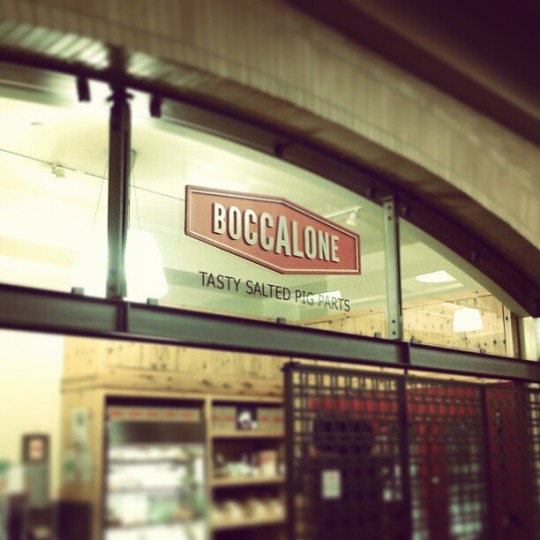 BOCCALONE
TASTY SALTED PIG PARTS